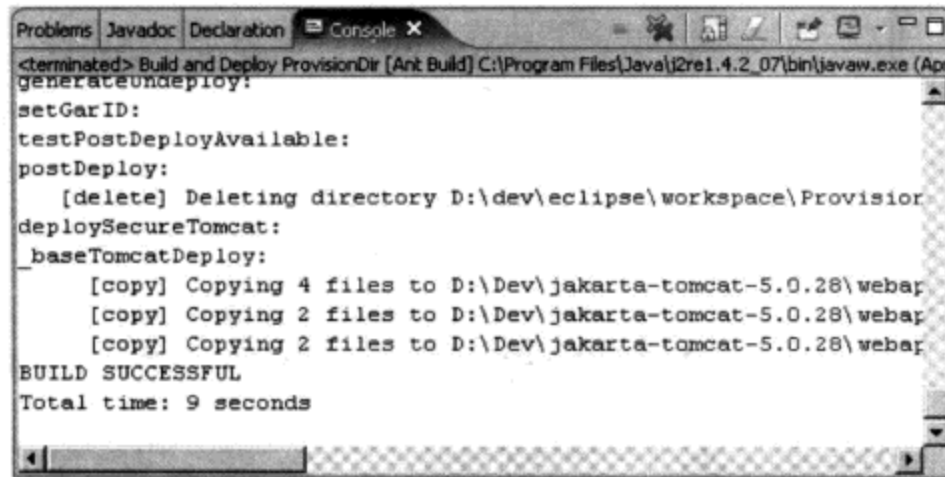 Problems Javadoc Declaration Console
<terminated> Build and Deploy ProvisionDir [Ant Build] C:\Program Files\Java\j2re1.4.2_07\bin\javaw.exe (Apr
generateUndeploy:
setGarID:
testPostDeployAvailable:
postDeploy:
[delete] Deleting directory D:\dev\eclipse\workspace\Provision
deploySecureTomcat:
_baseTomcatDeploy:
[copy] Copying 4 files to D:\Dev\jakarta-tomcat-5.0.28\webap
[copy] Copying 2 files to D:\Dev\jakarta-tomcat-5.0.28\webap
[copy] Copying 2 files to D:\Dev\jakarta-tomcat-5.0.28\webap
BUILD SUCCESSFUL
Total time: 9 seconds